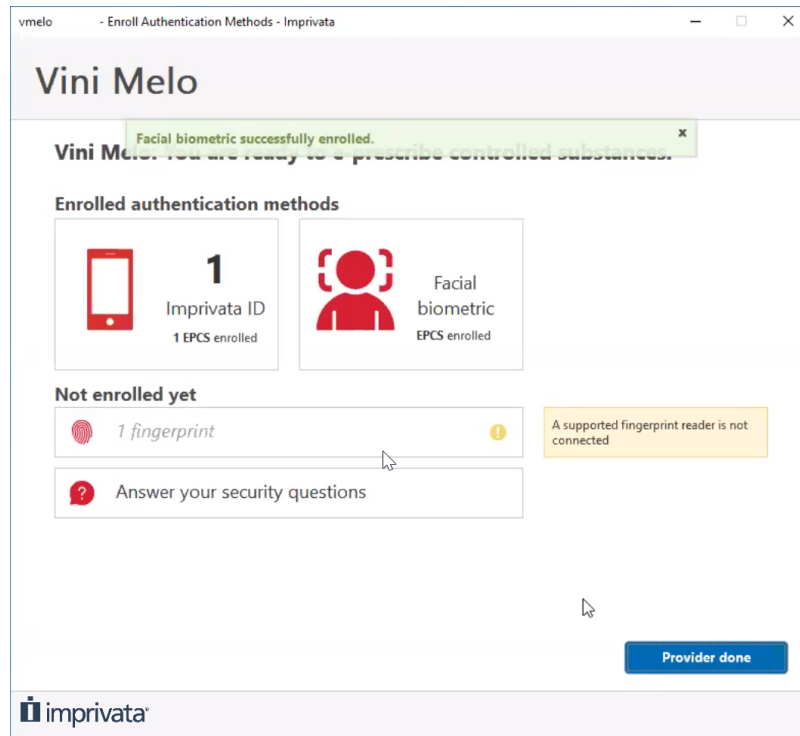 vmelo - Enroll Authentication Methods - Imprivata
Vini Melo
Facial biometric successfully enrolled.
x
Vini Melo: You are ready to e-prescribe controlled substances.
Enrolled authentication methods
1
Imprivata ID
1 EPCS enrolled
Facial
biometric
EPCS enrolled
Not enrolled yet
1 fingerprint
!
A supported fingerprint reader is not
connected
?
Answer your security questions
Provider done
imprivata®